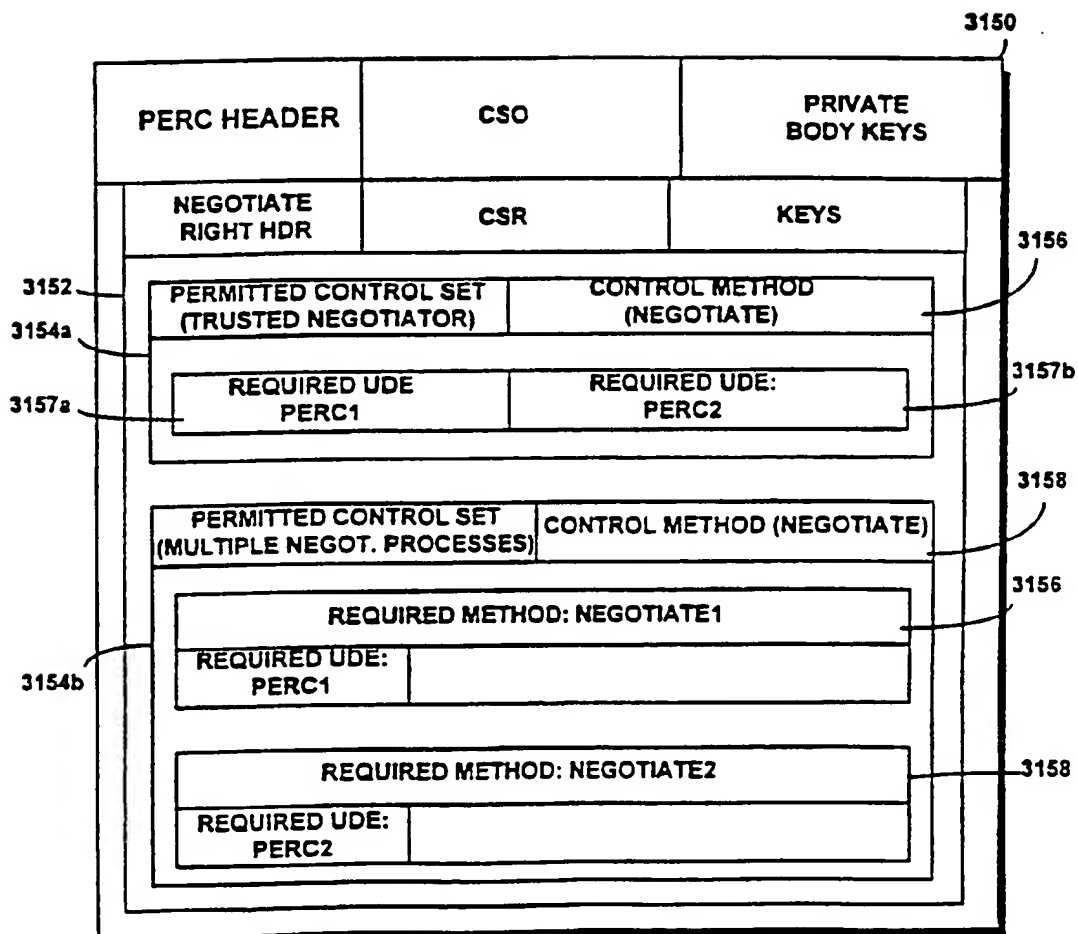 3150
PERC HEADER
CSO
PRIVATE
BODY KEYS
NEGOTIATE
RIGHT HDR
CSR
KEYS
3156
3152
PERMITTED CONTROL SET
(TRUSTED NEGOTIATOR)
CONTROL METHOD
(NEGOTIATE)
3154a
3157b
REQUIRED UDE
PERC1
REQUIRED UDE:
PERC2
3157a
3158
PERMITTED CONTROL SET
(MULTIPLE NEGOT. PROCESSES)
CONTROL METHOD (NEGOTIATE)
3156
REQUIRED METHOD: NEGOTIATE1
REQUIRED UDE:
PERC1
3154b
REQUIRED METHOD: NEGOTIATE2
3158
REQUIRED UDE:
PERC2